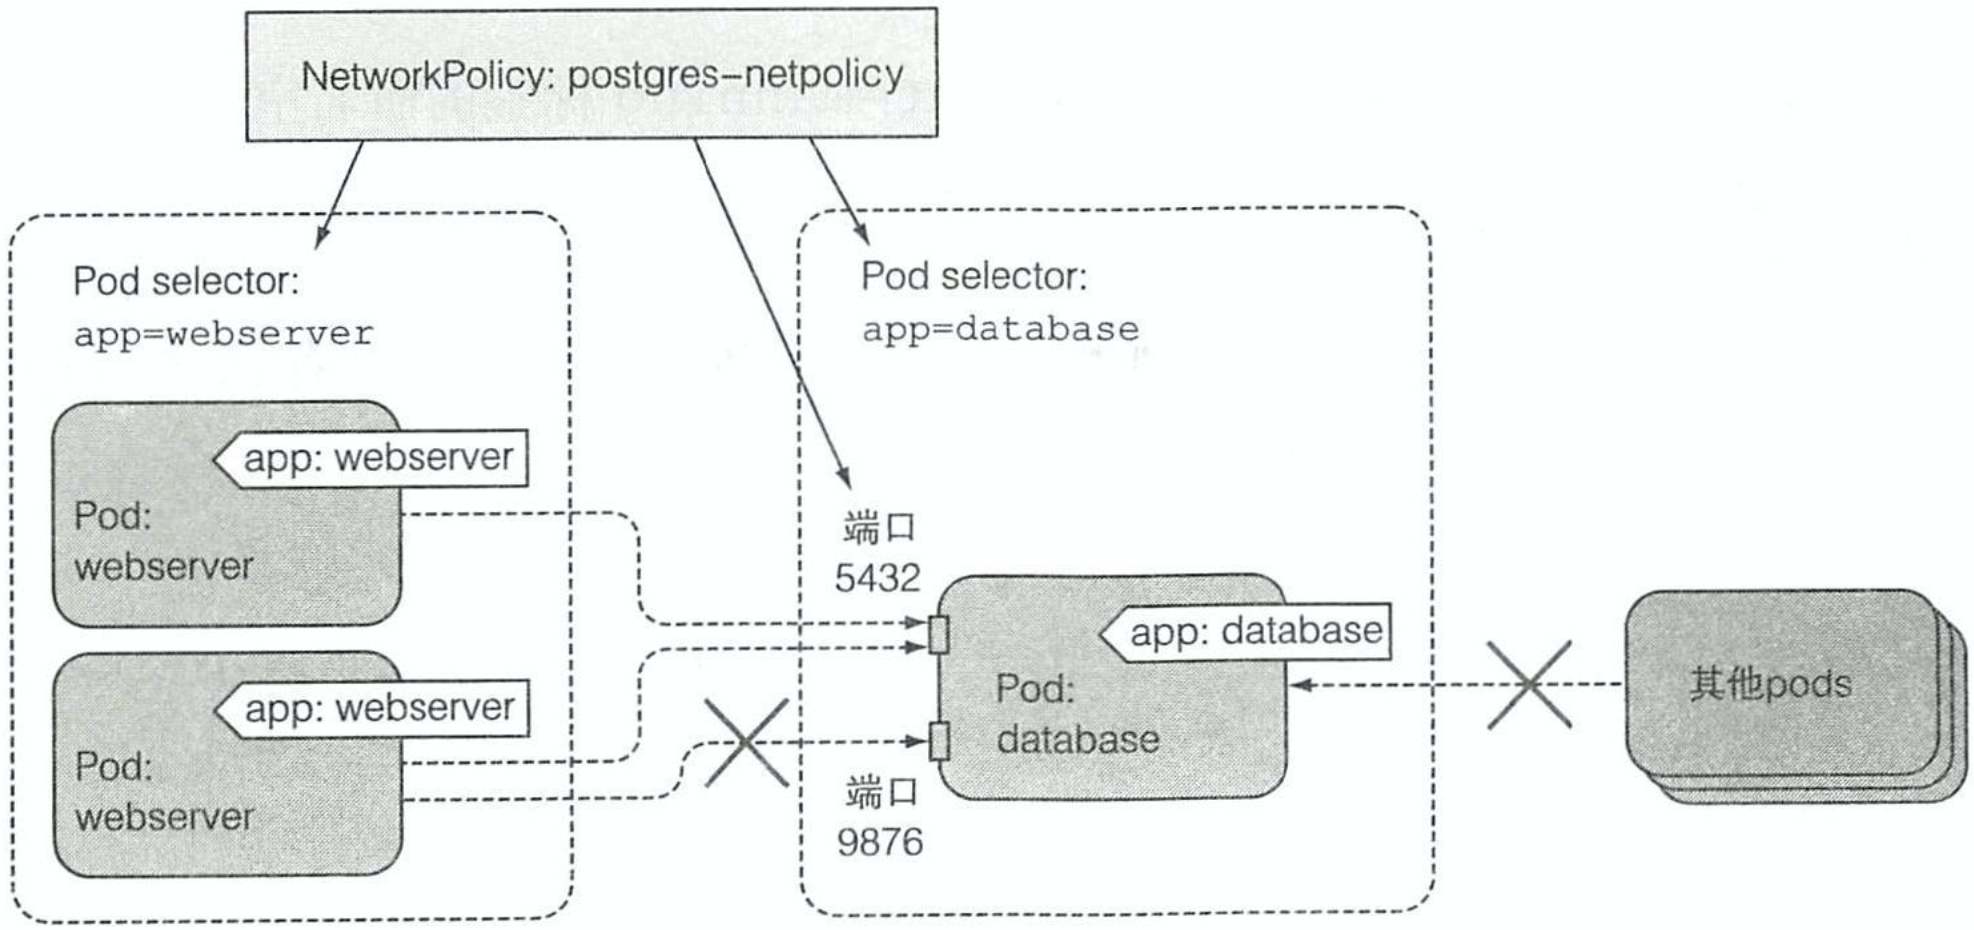 NetworkPolicy: postgres–netpolicy
Pod selector:
app=webserver
app: webserver
Pod:
webserver
app: webserver
Pod:
webserver
Pod selector:
app=database
端口
5432
app: database
Pod:
database
端口
9876
其他pods